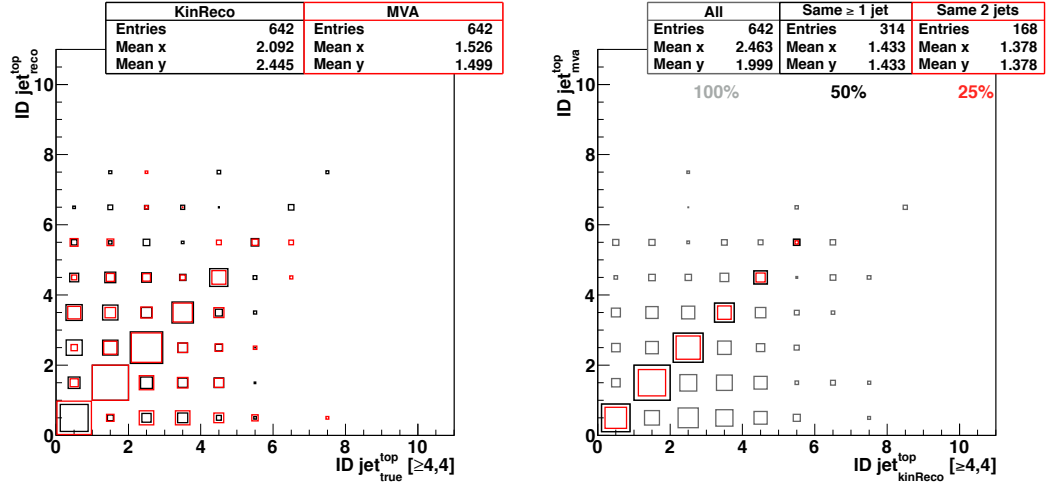 KinReco MVA
Entries 642 Entries 642
Mean x 2.092 Mean x 1.526
Mean y 2.445 Mean y 1.499
ID jet^top_reco
10
8
6
4
2
0
0 2 4 6 8 10
ID jet^top_true [≥4,4]
All Same ≥ 1 jet Same 2 jets
Entries 642 Entries 314 Entries 168
Mean x 2.463 Mean x 1.433 Mean x 1.378
Mean y 1.999 Mean y 1.433 Mean y 1.378
100% 50% 25%
ID jet^top_mva
10
8
6
4
2
0
0 2 4 6 8 10
ID jet^top_kinReco [≥4,4]